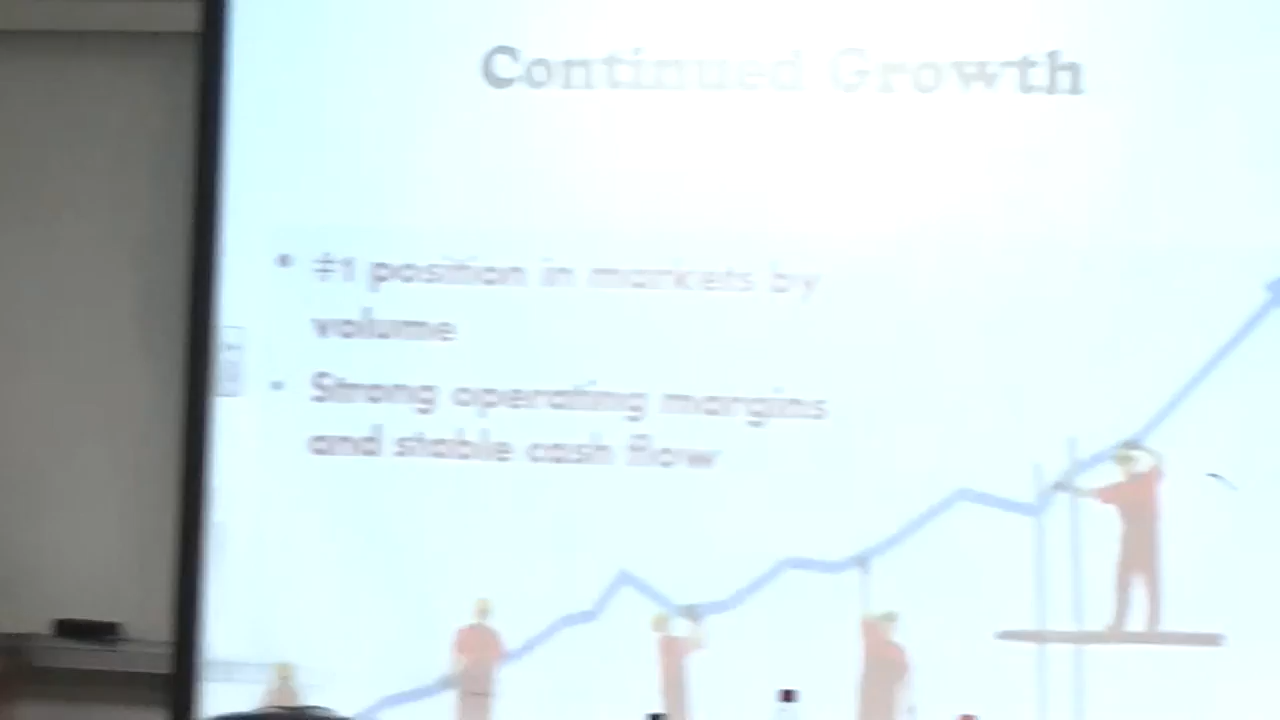 Continued Growth
• #1 position in markets by
volume
• Strong operating margins
and stable cash flow